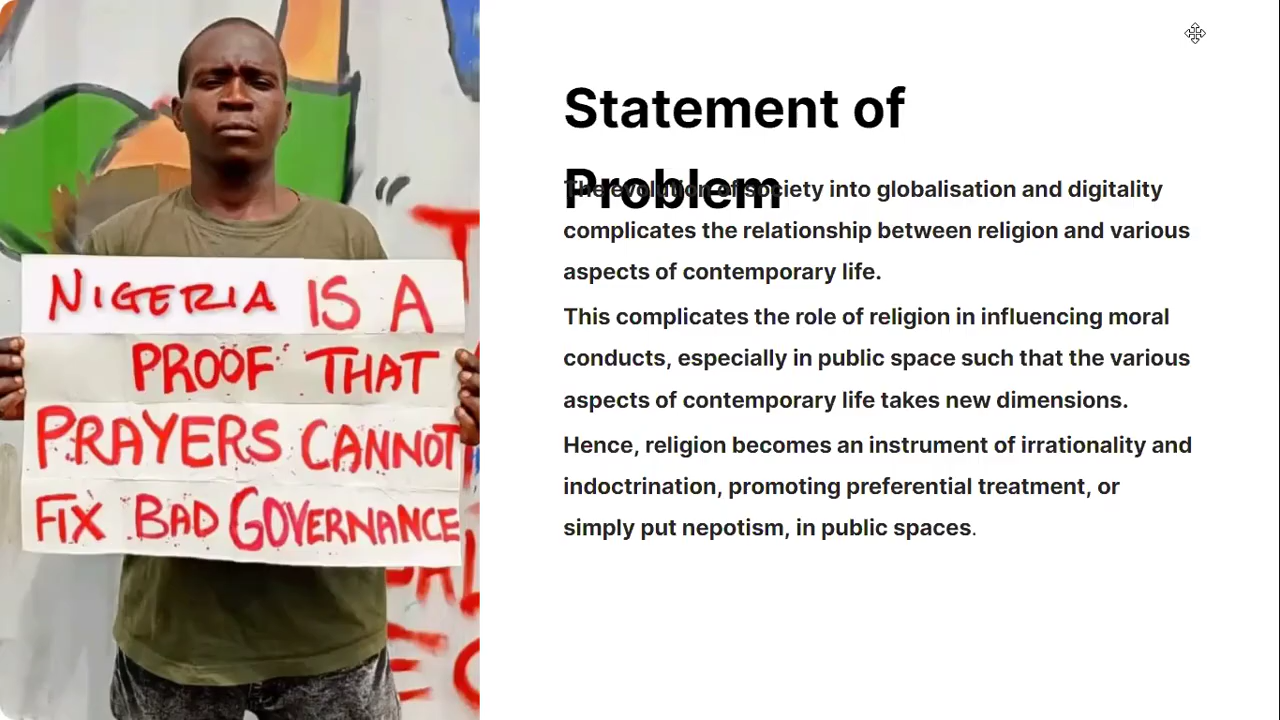 NIGERIA IS A
PROOF THAT
PRAYERS CANNOT
FIX BAD GOVERNANCE
Statement of
Problem
The evolution of society into globalisation and digitality
complicates the relationship between religion and various
aspects of contemporary life.
This complicates the role of religion in influencing moral
conducts, especially in public space such that the various
aspects of contemporary life takes new dimensions.
Hence, religion becomes an instrument of irrationality and
indoctrination, promoting preferential treatment, or
simply put nepotism, in public spaces.